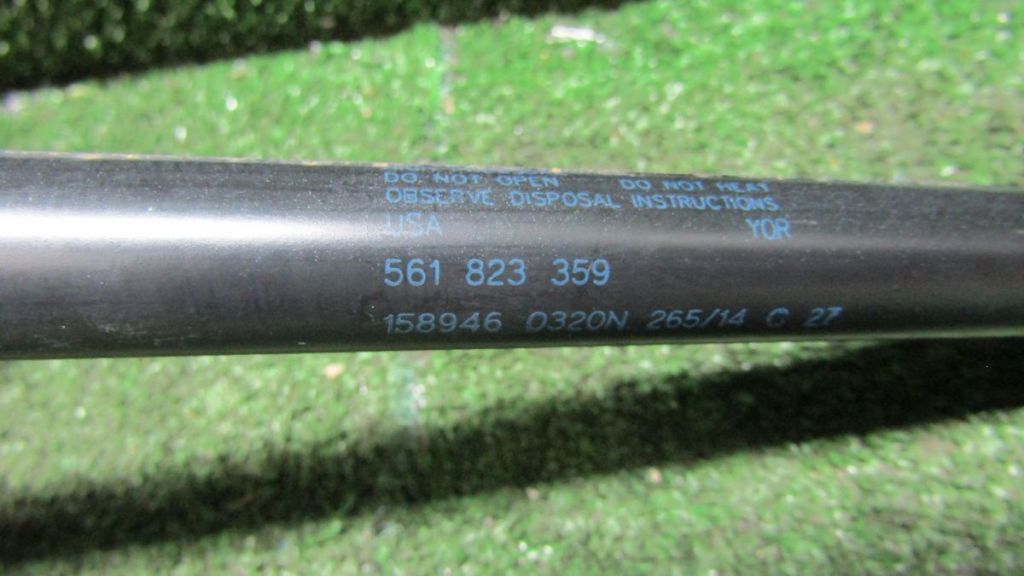 DO NOT OPEN DO NOT HEAT
OBSERVE DISPOSAL INSTRUCTIONS
USA YOR
561 823 359
158946 0320N 265/14 C 27